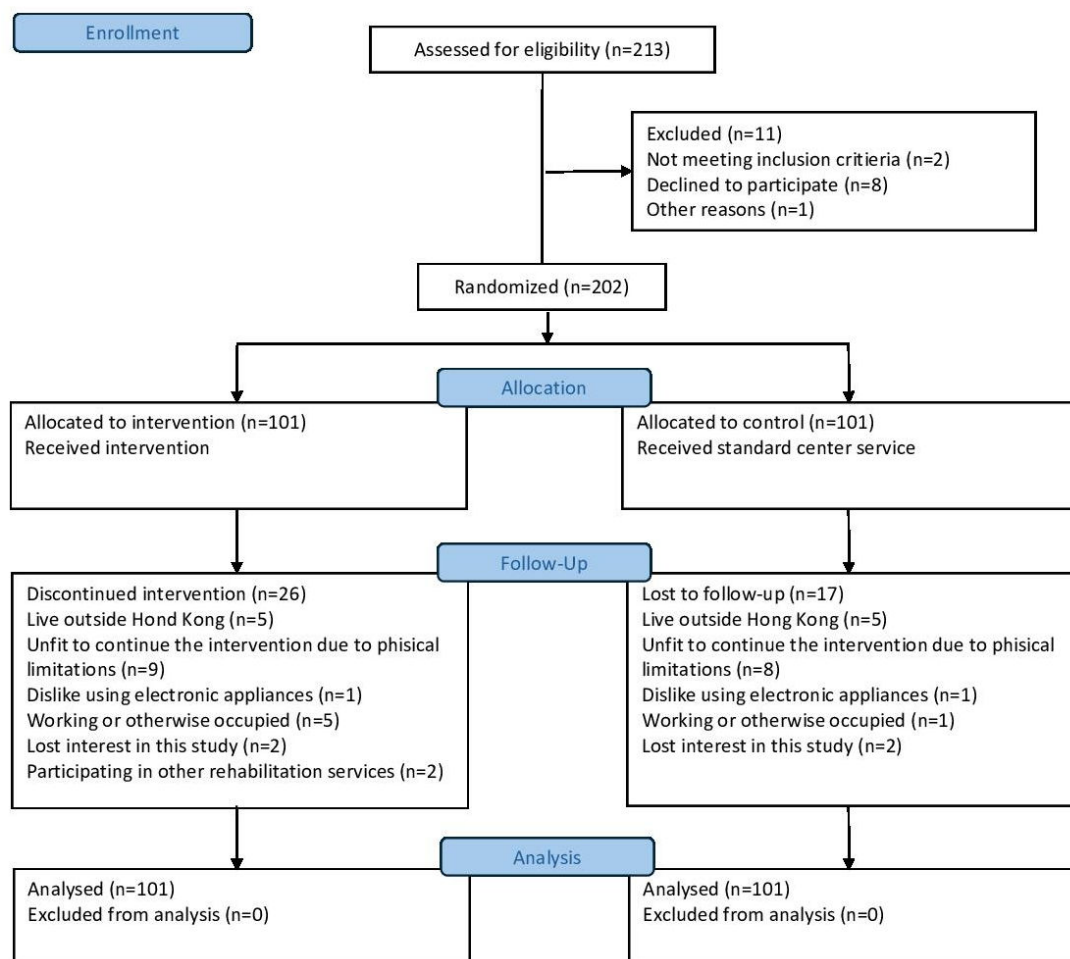 Enrollment
Assessed for eligibility (n=213)
Excluded (n=11)
Not meeting inclusion critieria (n=2)
Declined to participate (n=8)
Other reasons (n=1)
Randomized (n=202)
Allocation
Allocated to intervention (n=101)
Received intervention
Allocated to control (n=101)
Received standard center service
Follow-Up
Discontinued intervention (n=26)
Live outside Hond Kong (n=5)
Unfit to continue the intervention due to phisical
limitations (n=9)
Dislike using electronic appliances (n=1)
Working or otherwise occupied (n=5)
Lost interest in this study (n=2)
Participating in other rehabilitation services (n=2)
Lost to follow-up (n=17)
Live outside Hong Kong (n=5)
Unfit to continue the intervention due to phisical
limitations (n=8)
Dislike using electronic appliances (n=1)
Working or otherwise occupied (n=1)
Lost interest in this study (n=2)
Analysis
Analysed (n=101)
Excluded from analysis (n=0)
Analysed (n=101)
Excluded from analysis (n=0)